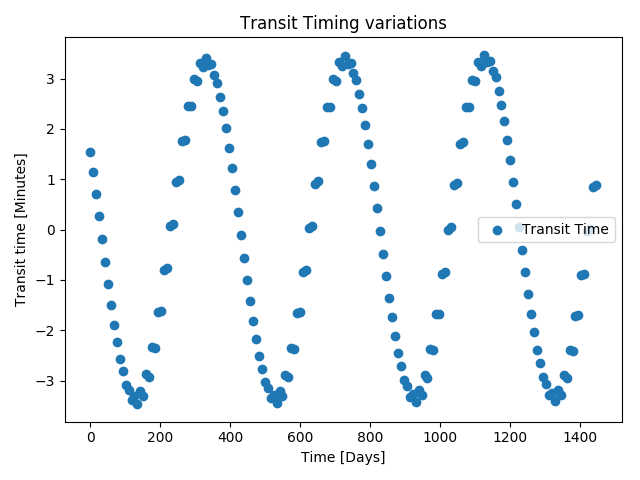 Transit Timing variations
Transit time [Minutes]
3
2
1
0
−1
−2
−3
Transit Time
0 200 400 600 800 1000 1200 1400
Time [Days]